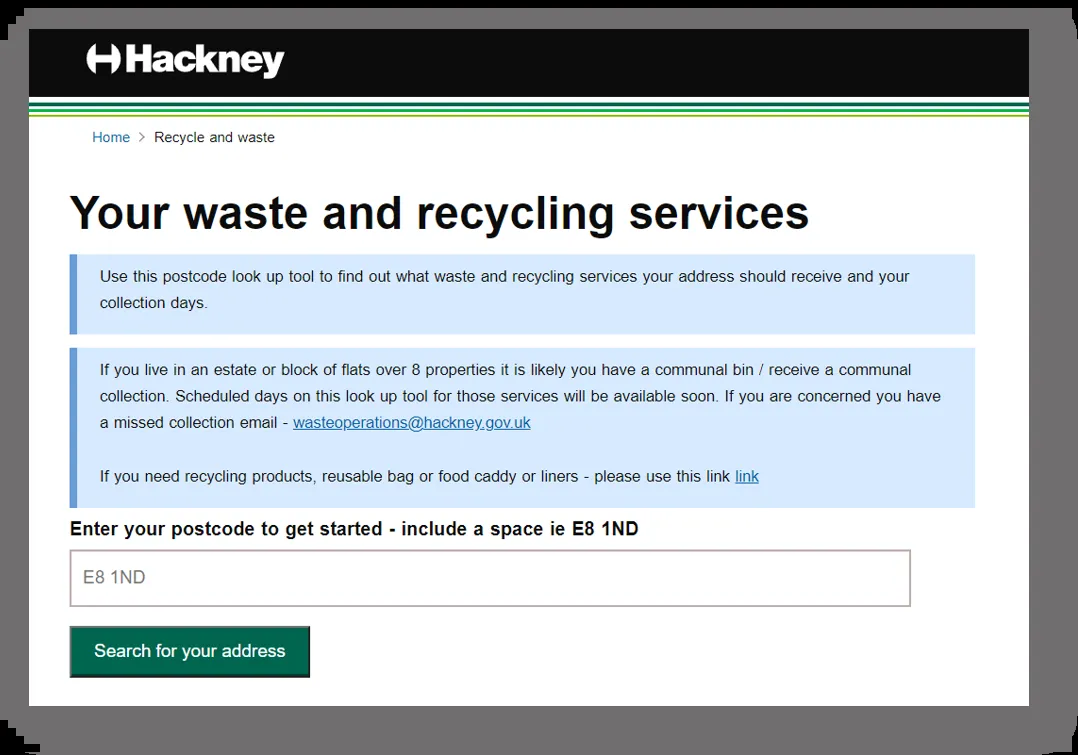 Hackney
Home > Recycle and waste
Your waste and recycling services
Use this postcode look up tool to find out what waste and recycling services your address should receive and your
collection days.
If you live in an estate or block of flats over 8 properties it is likely you have a communal bin / receive a communal
collection. Scheduled days on this look up tool for those services will be available soon. If you are concerned you have
a missed collection email - wasteoperations@hackney.gov.uk
If you need recycling products, reusable bag or food caddy or liners - please use this link link
Enter your postcode to get started - include a space ie E8 1ND
E8 1ND
Search for your address